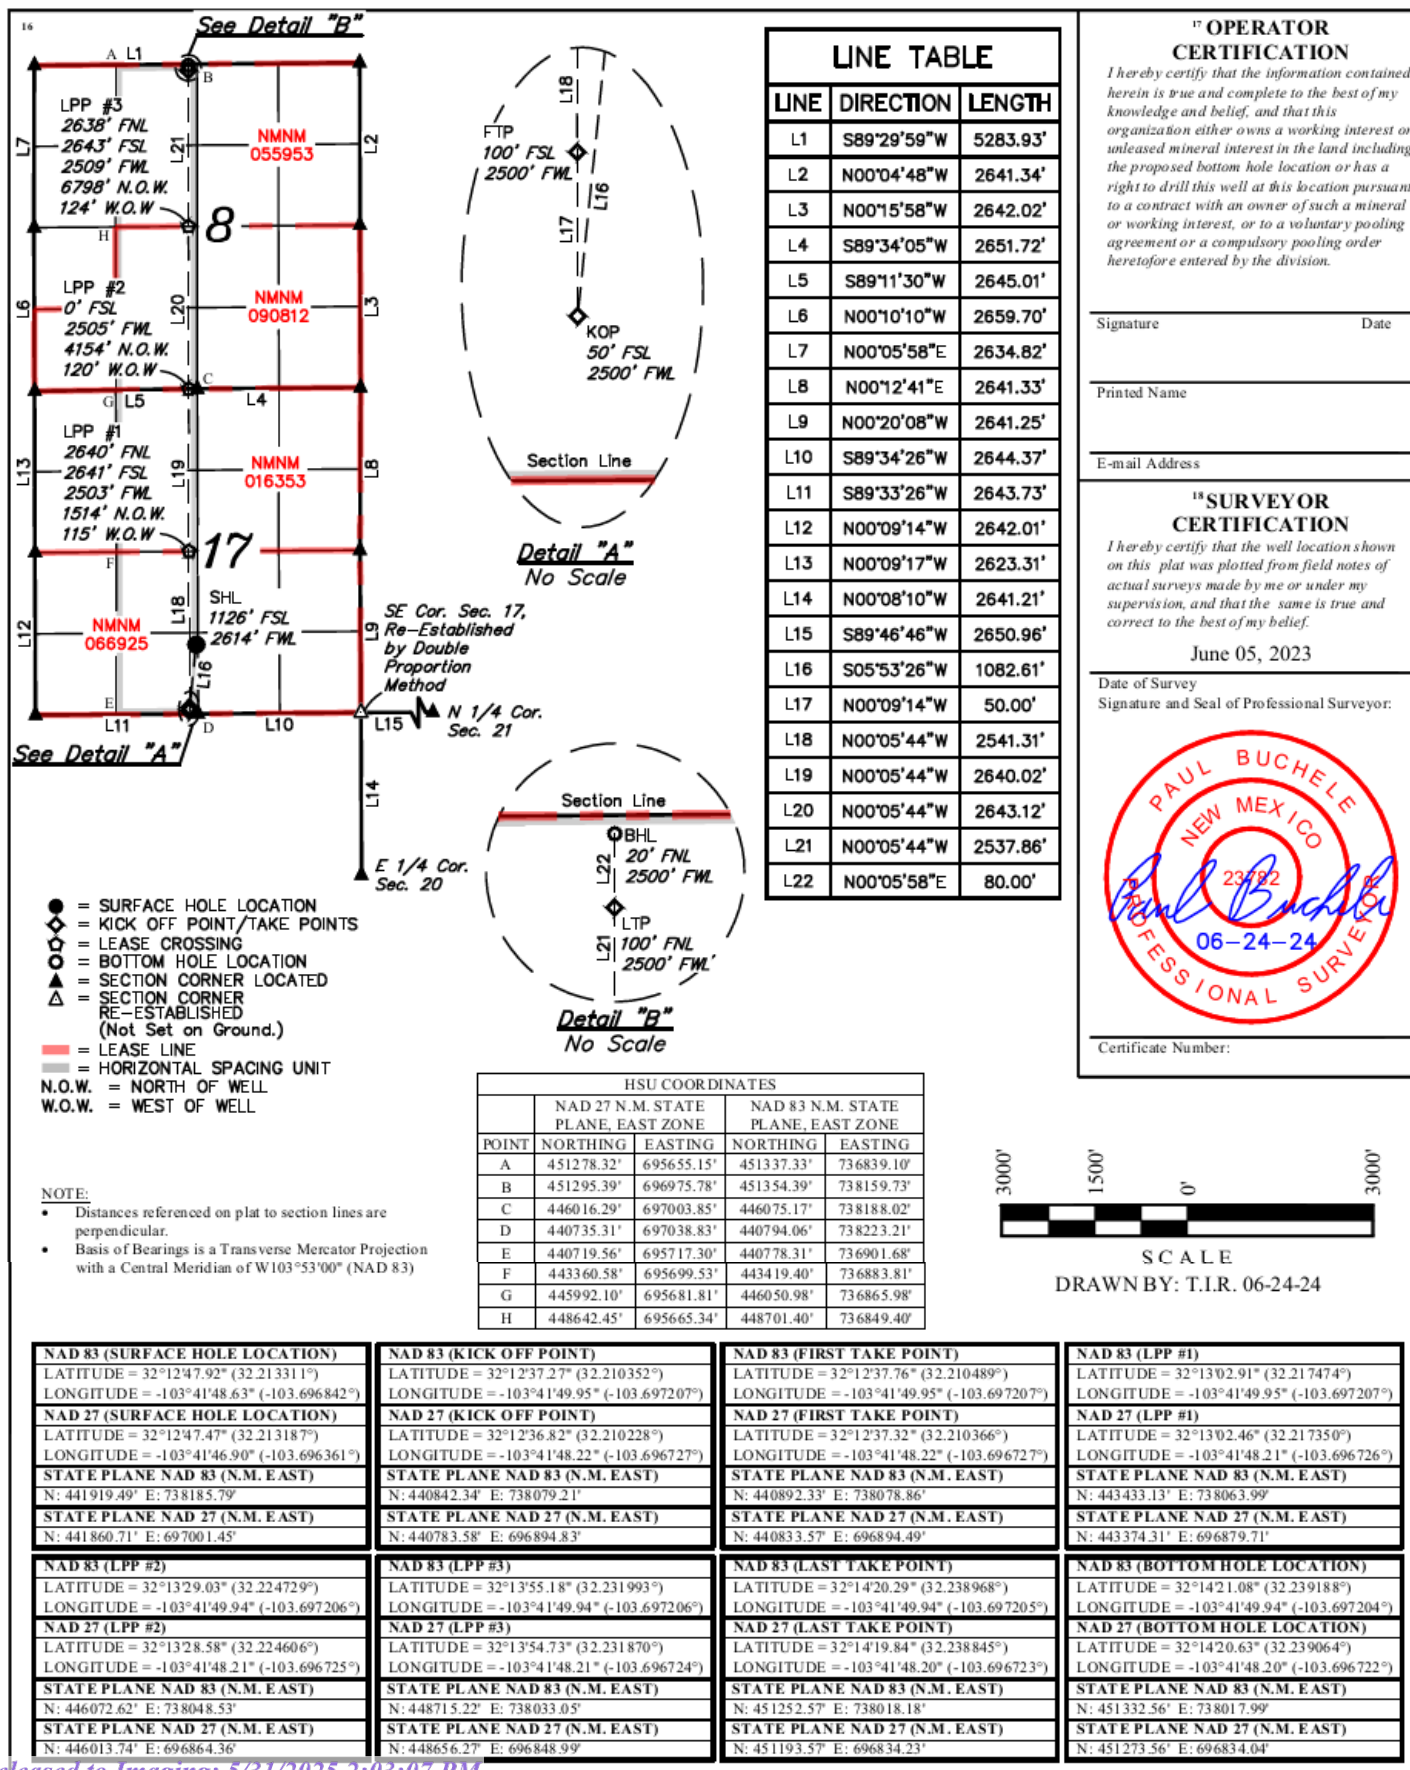 16
See Detail "B"
A L1
B
LPP #3
2638' FNL
2643' FSL
2509' FWL
6798' N.O.W.
124' W.O.W
L7
L21
NMNM
055953
L2
H
8
LPP #2
0' FSL
2505' FWL
4154' N.O.W.
120' W.O.W
L6
L20
NMNM
090812
L3
C
G L5
L4
LPP #1
2640' FNL
2641' FSL
2503' FWL
1514' N.O.W.
115' W.O.W
L13
L19
NMNM
016353
L8
F
17
L18
SHL
1126' FSL
2614' FWL
L12
NMNM
066925
L16
L9
SE Cor. Sec. 17,
Re-Established
by Double
Proportion
Method
E
L11
D
L10
L15
N 1/4 Cor.
Sec. 21
See Detail "A"
L14
E 1/4 Cor.
Sec. 20
L18
FTP
100' FSL
2500' FWL
L16
L17
KOP
50' FSL
2500' FWL
Section Line
Detail "A"
No Scale
Section Line
BHL
20' FNL
2500' FWL
L22
LTP
100' FNL
2500' FWL'
L21
Detail "B"
No Scale
= SURFACE HOLE LOCATION
= KICK OFF POINT/TAKE POINTS
= LEASE CROSSING
= BOTTOM HOLE LOCATION
= SECTION CORNER LOCATED
= SECTION CORNER
RE-ESTABLISHED
(Not Set on Ground.)
= LEASE LINE
= HORIZONTAL SPACING UNIT
N.O.W. = NORTH OF WELL
W.O.W. = WEST OF WELL
LINE TABLE
LINE DIRECTION LENGTH
L1 S89°29'59"W 5283.93'
L2 N00°04'48"W 2641.34'
L3 N00°15'58"W 2642.02'
L4 S89°34'05"W 2651.72'
L5 S89°11'30"W 2645.01'
L6 N00°10'10"W 2659.70'
L7 N00°05'58"E 2634.82'
L8 N00°12'41"E 2641.33'
L9 N00°20'08"W 2641.25'
L10 S89°34'26"W 2644.37'
L11 S89°33'26"W 2643.73'
L12 N00°09'14"W 2642.01'
L13 N00°09'17"W 2623.31'
L14 N00°08'10"W 2641.21'
L15 S89°46'46"W 2650.96'
L16 S05°53'26"W 1082.61'
L17 N00°09'14"W 50.00'
L18 N00°05'44"W 2541.31'
L19 N00°05'44"W 2640.02'
L20 N00°05'44"W 2643.12'
L21 N00°05'44"W 2537.86'
L22 N00°05'58"E 80.00'
17 OPERATOR
CERTIFICATION
I hereby certify that the information contained
herein is true and complete to the best of my
knowledge and belief, and that this
organization either owns a working interest or
unleased mineral interest in the land including
the proposed bottom hole location or has a
right to drill this well at this location pursuant
to a contract with an owner of such a mineral
or working interest, or to a voluntary pooling
agreement or a compulsory pooling order
heretofore entered by the division.
Signature Date
Printed Name
E-mail Address
18 SURVEYOR
CERTIFICATION
I hereby certify that the well location shown
on this plat was plotted from field notes of
actual surveys made by me or under my
supervision, and that the same is true and
correct to the best of my belief.
June 05, 2023
Date of Survey
Signature and Seal of Professional Surveyor:
PAUL BUCHELE
NEW MEXICO
23782
Paul Buchele
06-24-24
PROFESSIONAL SURVEYOR
Certificate Number:
HSU COORDINATES
NAD 27 N.M. STATE PLANE, EAST ZONE NAD 83 N.M. STATE PLANE, EAST ZONE
POINT NORTHING EASTING NORTHING EASTING
A 451278.32' 695655.15' 451337.33' 736839.10'
B 451295.39' 696975.78' 451354.39' 738159.73'
C 446016.29' 697003.85' 446075.17' 738188.02'
D 440735.31' 697038.83' 440794.06' 738223.21'
E 440719.56' 695717.30' 440778.31' 736901.68'
F 443360.58' 695699.53' 443419.40' 736883.81'
G 445992.10' 695681.81' 446050.98' 736865.98'
H 448642.45' 695665.34' 448701.40' 736849.40'
NOTE:
• Distances referenced on plat to section lines are
perpendicular.
• Basis of Bearings is a Transverse Mercator Projection
with a Central Meridian of W103°53'00" (NAD 83)
3000' 1500' 0' 3000'
SCALE
DRAWN BY: T.I.R. 06-24-24
NAD 83 (SURFACE HOLE LOCATION)
LATITUDE = 32°12'47.92" (32.213311°)
LONGITUDE = -103°41'48.63" (-103.696842°)
NAD 27 (SURFACE HOLE LOCATION)
LATITUDE = 32°12'47.47" (32.213187°)
LONGITUDE = -103°41'46.90" (-103.696361°)
STATE PLANE NAD 83 (N.M. EAST)
N: 441919.49' E: 738185.79'
STATE PLANE NAD 27 (N.M. EAST)
N: 441860.71' E: 697001.45'
NAD 83 (KICK OFF POINT)
LATITUDE = 32°12'37.27" (32.210352°)
LONGITUDE = -103°41'49.95" (-103.697207°)
NAD 27 (KICK OFF POINT)
LATITUDE = 32°12'36.82" (32.210228°)
LONGITUDE = -103°41'48.22" (-103.696727°)
STATE PLANE NAD 83 (N.M. EAST)
N: 440842.34' E: 738079.21'
STATE PLANE NAD 27 (N.M. EAST)
N: 440783.58' E: 696894.83'
NAD 83 (FIRST TAKE POINT)
LATITUDE = 32°12'37.76" (32.210489°)
LONGITUDE = -103°41'49.95" (-103.697207°)
NAD 27 (FIRST TAKE POINT)
LATITUDE = 32°12'37.32" (32.210366°)
LONGITUDE = -103°41'48.22" (-103.696727°)
STATE PLANE NAD 83 (N.M. EAST)
N: 440892.33' E: 738078.86'
STATE PLANE NAD 27 (N.M. EAST)
N: 440833.57' E: 696894.49'
NAD 83 (LPP #1)
LATITUDE = 32°13'02.91" (32.217474°)
LONGITUDE = -103°41'49.95" (-103.697207°)
NAD 27 (LPP #1)
LATITUDE = 32°13'02.46" (32.217350°)
LONGITUDE = -103°41'48.21" (-103.696726°)
STATE PLANE NAD 83 (N.M. EAST)
N: 443433.13' E: 738063.99'
STATE PLANE NAD 27 (N.M. EAST)
N: 443374.31' E: 696879.71'
NAD 83 (LPP #2)
LATITUDE = 32°13'29.03" (32.224729°)
LONGITUDE = -103°41'49.94" (-103.697206°)
NAD 27 (LPP #2)
LATITUDE = 32°13'28.58" (32.224606°)
LONGITUDE = -103°41'48.21" (-103.696725°)
STATE PLANE NAD 83 (N.M. EAST)
N: 446072.62' E: 738048.53'
STATE PLANE NAD 27 (N.M. EAST)
N: 446013.74' E: 696864.36'
NAD 83 (LPP #3)
LATITUDE = 32°13'55.18" (32.231993°)
LONGITUDE = -103°41'49.94" (-103.697206°)
NAD 27 (LPP #3)
LATITUDE = 32°13'54.73" (32.231870°)
LONGITUDE = -103°41'48.21" (-103.696724°)
STATE PLANE NAD 83 (N.M. EAST)
N: 448715.22' E: 738033.05'
STATE PLANE NAD 27 (N.M. EAST)
N: 448656.27' E: 696848.99'
NAD 83 (LAST TAKE POINT)
LATITUDE = 32°14'20.29" (32.238968°)
LONGITUDE = -103°41'49.94" (-103.697205°)
NAD 27 (LAST TAKE POINT)
LATITUDE = 32°14'19.84" (32.238845°)
LONGITUDE = -103°41'48.20" (-103.696723°)
STATE PLANE NAD 83 (N.M. EAST)
N: 451252.57' E: 738018.18'
STATE PLANE NAD 27 (N.M. EAST)
N: 451193.57' E: 696834.23'
NAD 83 (BOTTOM HOLE LOCATION)
LATITUDE = 32°14'21.08" (32.239188°)
LONGITUDE = -103°41'49.94" (-103.697204°)
NAD 27 (BOTTOM HOLE LOCATION)
LATITUDE = 32°14'20.63" (32.239064°)
LONGITUDE = -103°41'48.20" (-103.696722°)
STATE PLANE NAD 83 (N.M. EAST)
N: 451332.56' E: 738017.99'
STATE PLANE NAD 27 (N.M. EAST)
N: 451273.56' E: 696834.04'
eleased to Imaging: 5/31/2025 2:03:07 PM